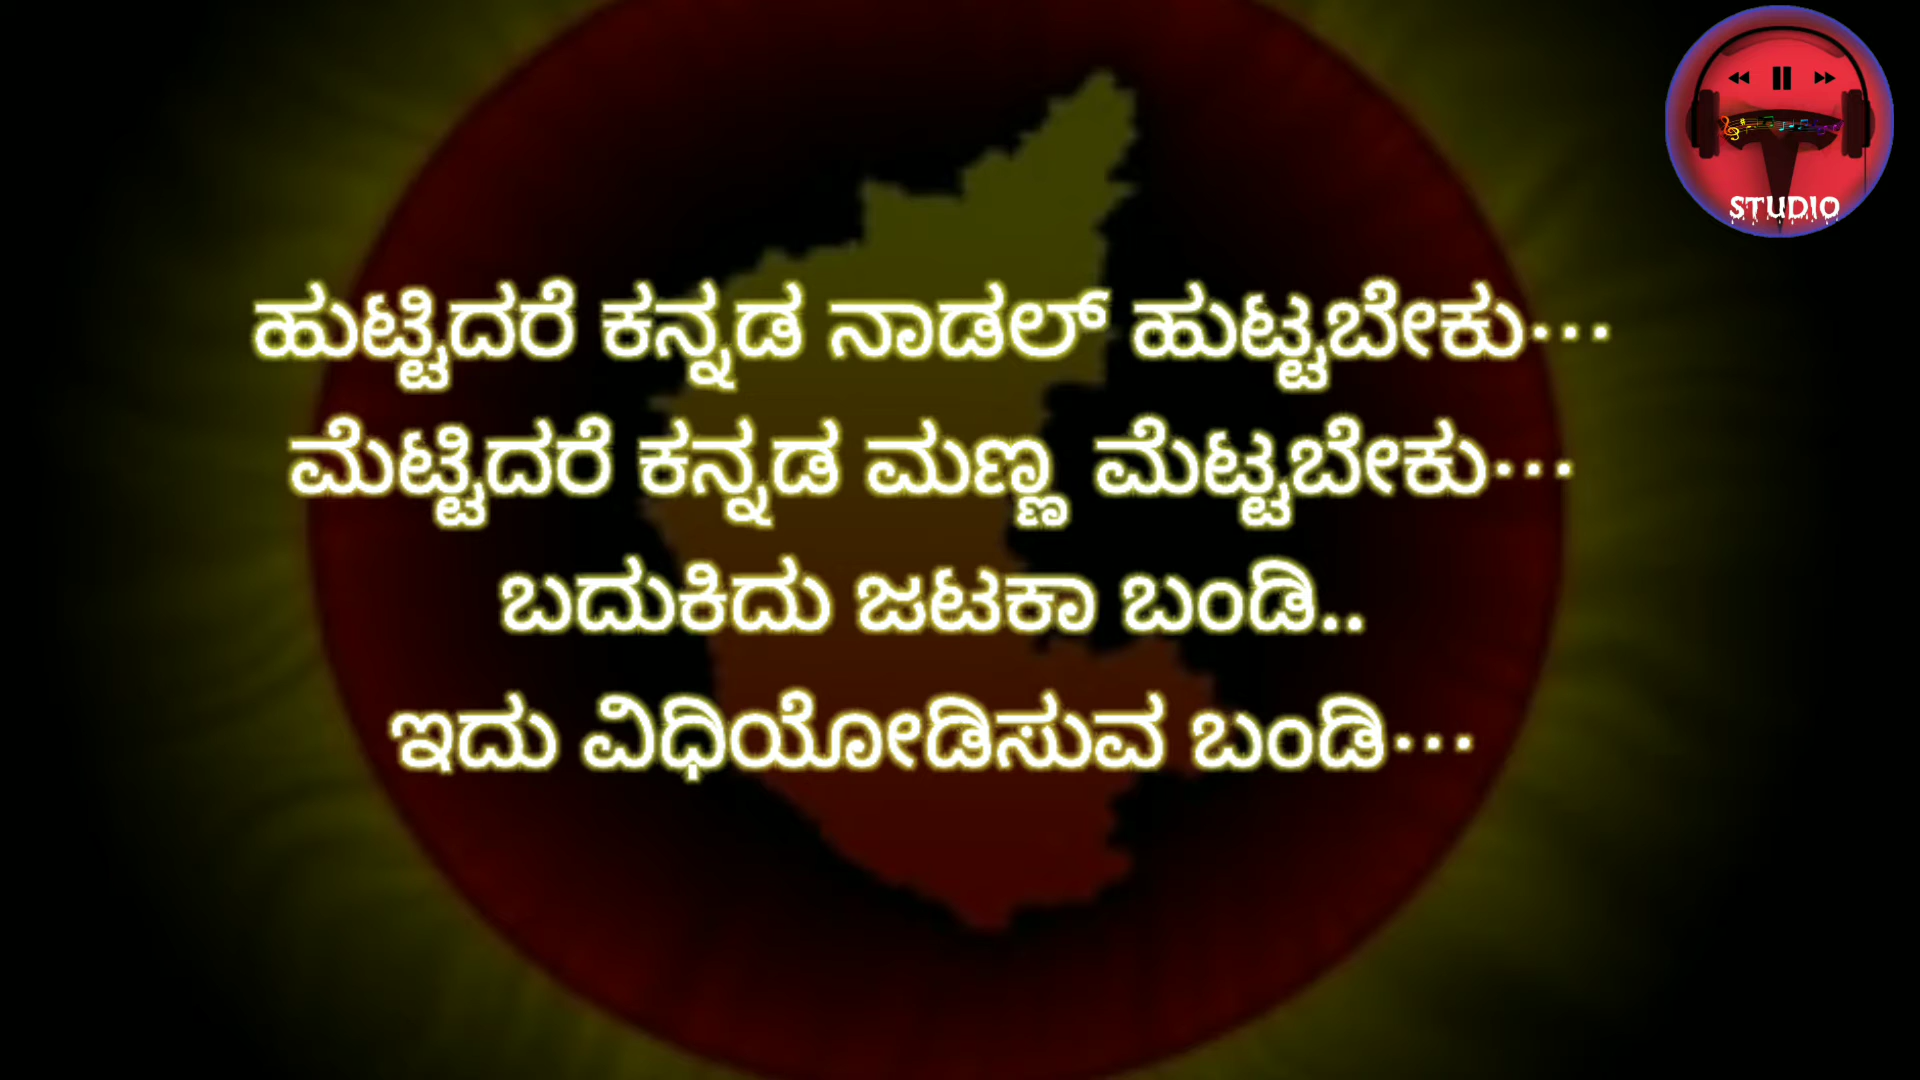 STUDIO
ಹುಟ್ಟಿದರೆ ಕನ್ನಡ ನಾಡಲ್ ಹುಟ್ಟಬೇಕು...
ಮೆಟ್ಟಿದರೆ ಕನ್ನಡ ಮಣ್ಣ ಮೆಟ್ಟಬೇಕು...
ಬದುಕಿದು ಜಟಕಾ ಬಂಡಿ..
ಇದು ವಿಧಿಯೋಡಿಸುವ ಬಂಡಿ...